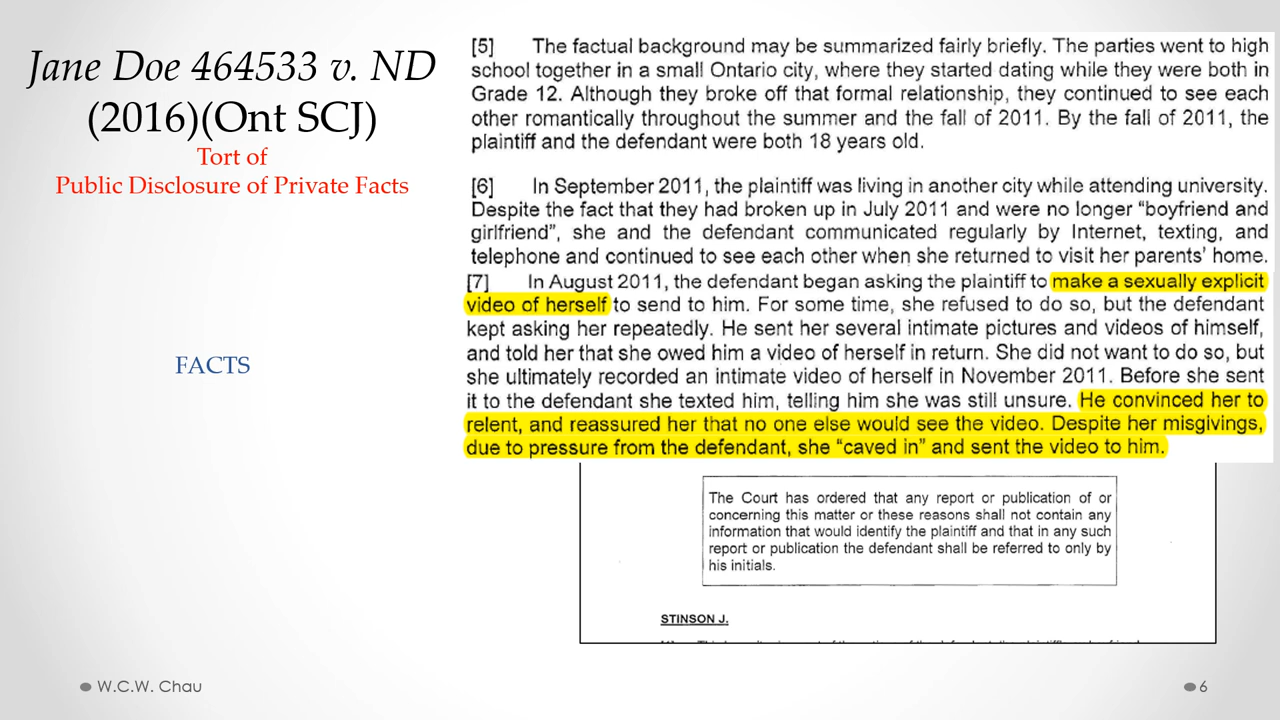 Jane Doe 464533 v. ND
(2016)(Ont SCJ)
Tort of
Public Disclosure of Private Facts
FACTS
[5] The factual background may be summarized fairly briefly. The parties went to high
school together in a small Ontario city, where they started dating while they were both in
Grade 12. Although they broke off that formal relationship, they continued to see each
other romantically throughout the summer and the fall of 2011. By the fall of 2011, the
plaintiff and the defendant were both 18 years old.
[6] In September 2011, the plaintiff was living in another city while attending university.
Despite the fact that they had broken up in July 2011 and were no longer “boyfriend and
girlfriend”, she and the defendant communicated regularly by Internet, texting, and
telephone and continued to see each other when she returned to visit her parents’ home.
[7] In August 2011, the defendant began asking the plaintiff to make a sexually explicit
video of herself to send to him. For some time, she refused to do so, but the defendant
kept asking her repeatedly. He sent her several intimate pictures and videos of himself,
and told her that she owed him a video of herself in return. She did not want to do so, but
she ultimately recorded an intimate video of herself in November 2011. Before she sent
it to the defendant she texted him, telling him she was still unsure. He convinced her to
relent, and reassured her that no one else would see the video. Despite her misgivings,
due to pressure from the defendant, she “caved in” and sent the video to him.
The Court has ordered that any report or publication of or
concerning this matter or these reasons shall not contain any
information that would identify the plaintiff and that in any such
report or publication the defendant shall be referred to only by
his initials.
STINSON J.
W.C.W. Chau
6